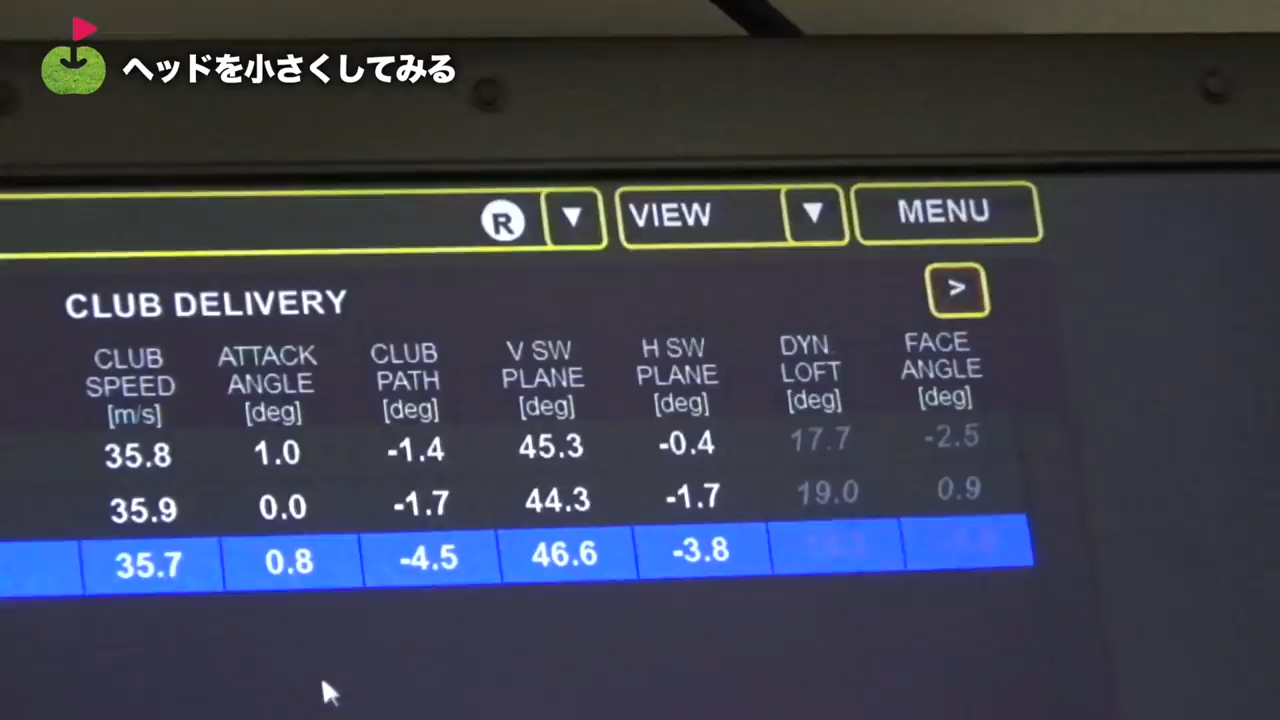 ヘッドを小さくしてみる
R ▼ VIEW ▼ MENU
CLUB DELIVERY >
CLUB SPEED [m/s] ATTACK ANGLE [deg] CLUB PATH [deg] V SW PLANE [deg] H SW PLANE [deg] DYN. LOFT [deg] FACE ANGLE [deg]
35.8 1.0 -1.4 45.3 -0.4 17.7 -2.5
35.9 0.0 -1.7 44.3 -1.7 19.0 0.9
35.7 0.8 -4.5 46.6 -3.8